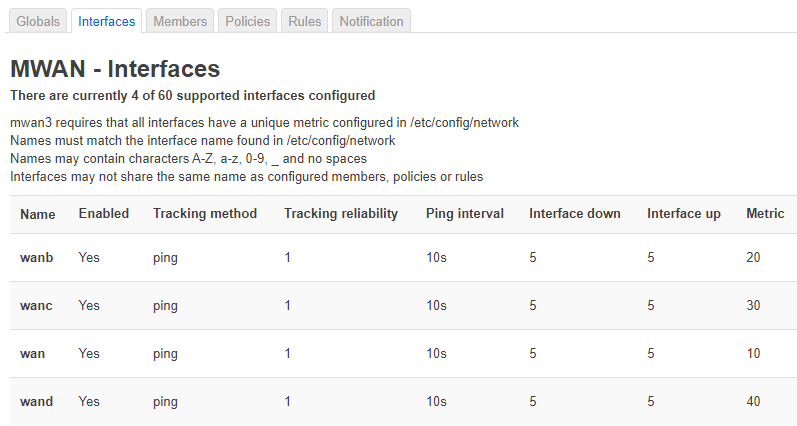 Globals Interfaces Members Policies Rules Notification
MWAN - Interfaces
There are currently 4 of 60 supported interfaces configured
mwan3 requires that all interfaces have a unique metric configured in /etc/config/network
Names must match the interface name found in /etc/config/network
Names may contain characters A-Z, a-z, 0-9, _ and no spaces
Interfaces may not share the same name as configured members, policies or rules
Name Enabled Tracking method Tracking reliability Ping interval Interface down Interface up Metric
wanb Yes ping 1 10s 5 5 20
wanc Yes ping 1 10s 5 5 30
wan Yes ping 1 10s 5 5 10
wand Yes ping 1 10s 5 5 40